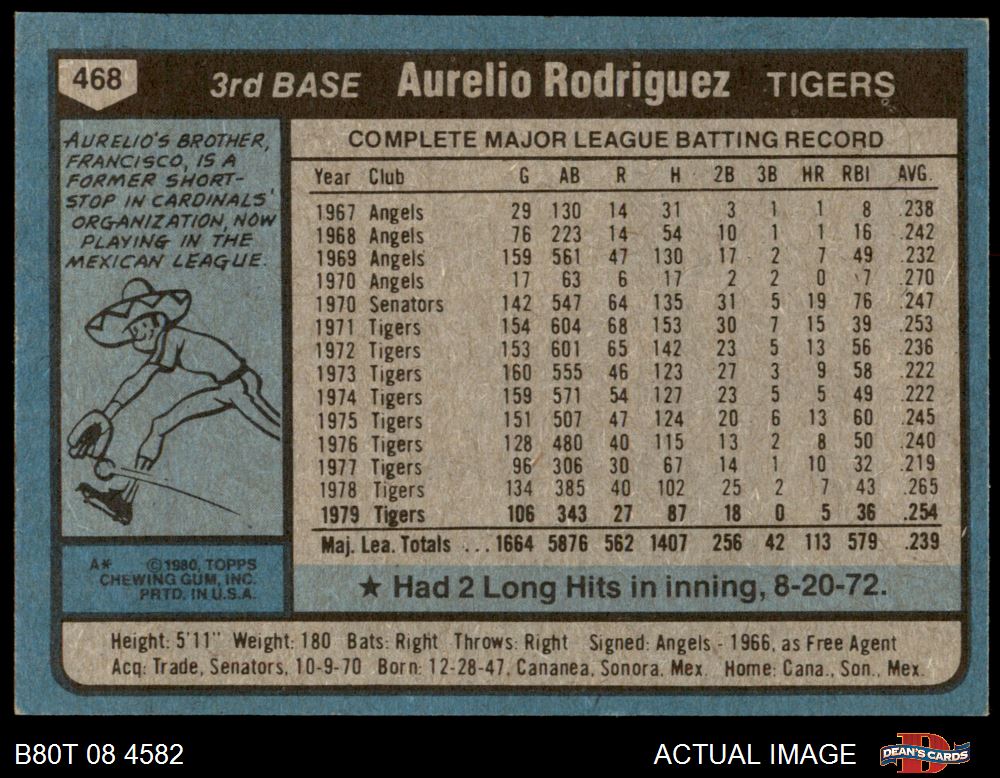 468 3rd BASE Aurelio Rodriguez TIGERS
AURELIO'S BROTHER,
FRANCISCO, IS A
FORMER SHORT-
STOP IN CARDINALS'
ORGANIZATION, NOW
PLAYING IN THE
MEXICAN LEAGUE.
A* ©1980, TOPPS
CHEWING GUM, INC.
PRTD. IN U.S.A.
COMPLETE MAJOR LEAGUE BATTING RECORD
Year Club G AB R H 2B 3B HR RBI AVG.
1967 Angels 29 130 14 31 3 1 1 8 .238
1968 Angels 76 223 14 54 10 1 1 16 .242
1969 Angels 159 561 47 130 17 2 7 49 .232
1970 Angels 17 63 6 17 2 2 0 7 .270
1970 Senators 142 547 64 135 31 5 19 76 .247
1971 Tigers 154 604 68 153 30 7 15 39 .253
1972 Tigers 153 601 65 142 23 5 13 56 .236
1973 Tigers 160 555 46 123 27 3 9 58 .222
1974 Tigers 159 571 54 127 23 5 5 49 .222
1975 Tigers 151 507 47 124 20 6 13 60 .245
1976 Tigers 128 480 40 115 13 2 8 50 .240
1977 Tigers 96 306 30 67 14 1 10 32 .219
1978 Tigers 134 385 40 102 25 2 7 43 .265
1979 Tigers 106 343 27 87 18 0 5 36 .254
Maj. Lea. Totals ...1664 5876 562 1407 256 42 113 579 .239
★ Had 2 Long Hits in inning, 8-20-72.
Height: 5'11" Weight: 180 Bats: Right Throws: Right Signed: Angels - 1966, as Free Agent
Acq: Trade, Senators, 10-9-70 Born: 12-28-47, Cananea, Sonora, Mex. Home: Cana., Son., Mex.
B80T 08 4582 ACTUAL IMAGE D DEAN'S CARDS